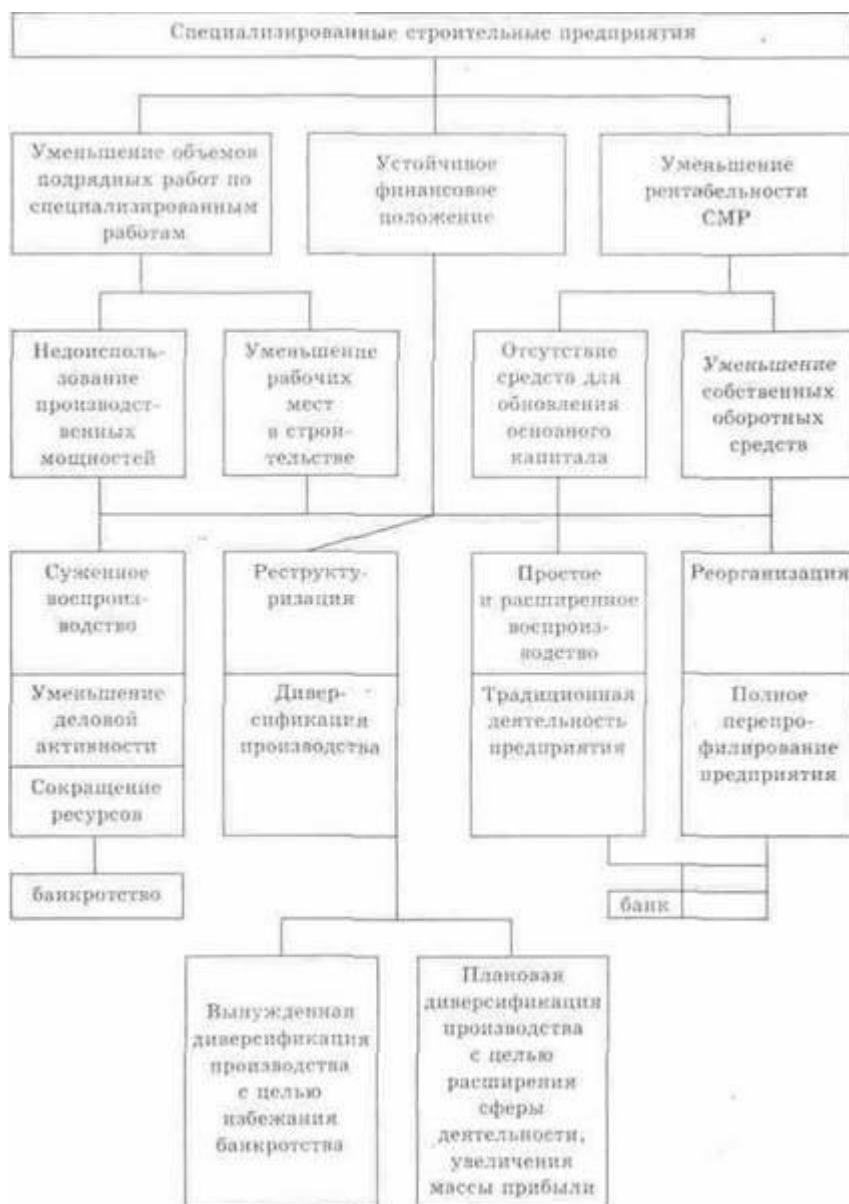 Специализированные строительные предприятия
Уменьшение объемов
подрядных работ по
специализированным
работам
Устойчивое
финансовое
положение
Уменьшение
рентабельности
СМР
Недоисполь-
зование
производст-
венных
мощностей
Уменьшение
рабочих
мест
в строи-
тельстве
Отсутствие
средств для
обновления
основного
капитала
Уменьшение
собственных
оборотных
средств
Суженное
воспроиз-
водство
Реструкту-
ризация
Простое
и расширенное
воспроиз-
водство
Реорганизация
Уменьшение
деловой
активности
Дивер-
сификация
производства
Традиционная
деятельность
предприятия
Полное
перепро-
филирование
предприятия
Сокращение
ресурсов
банкротство
банк
Вынужденная
диверсификация
производства
с целью
избежания
банкротства
Плановая
диверсификация
производства
с целью
расширения
сферы
деятельности,
увеличения
массы прибыли